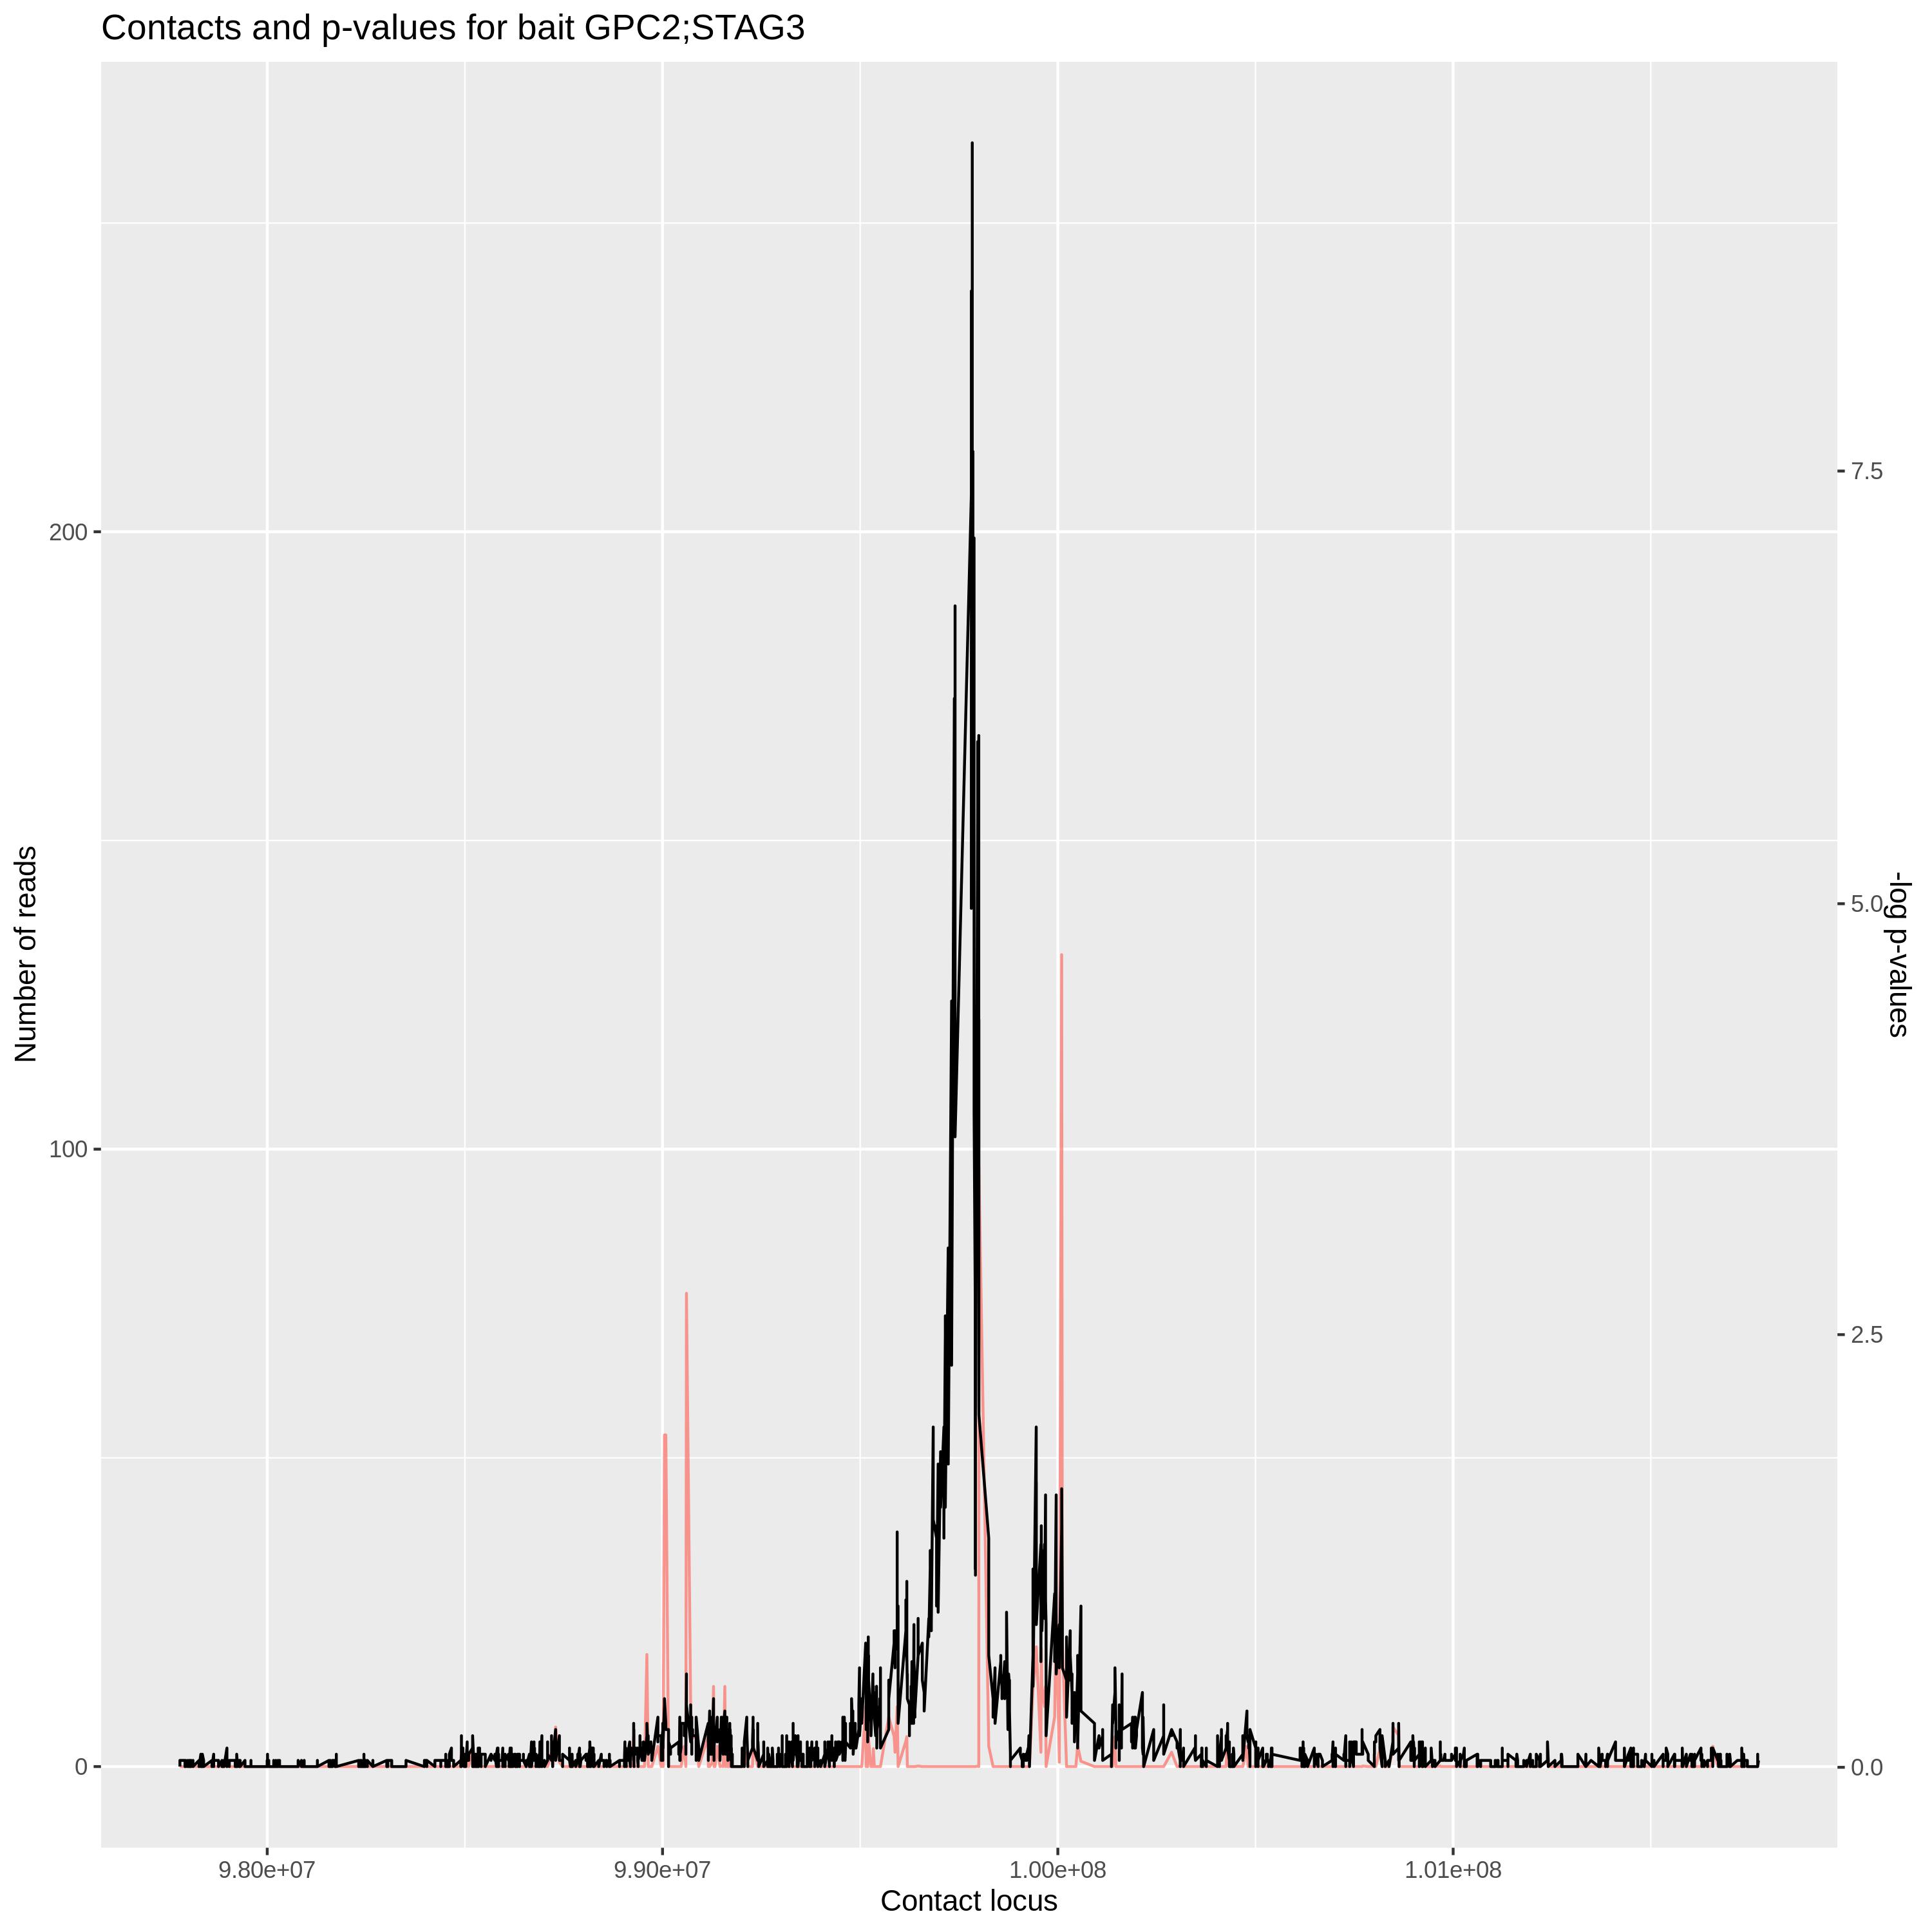 Contacts and p-values for bait GPC2;STAG3
Number of reads
200
100
0
7.5
5.0
2.5
0.0
-log p-values
9.80e+07
9.90e+07
1.00e+08
1.01e+08
Contact locus